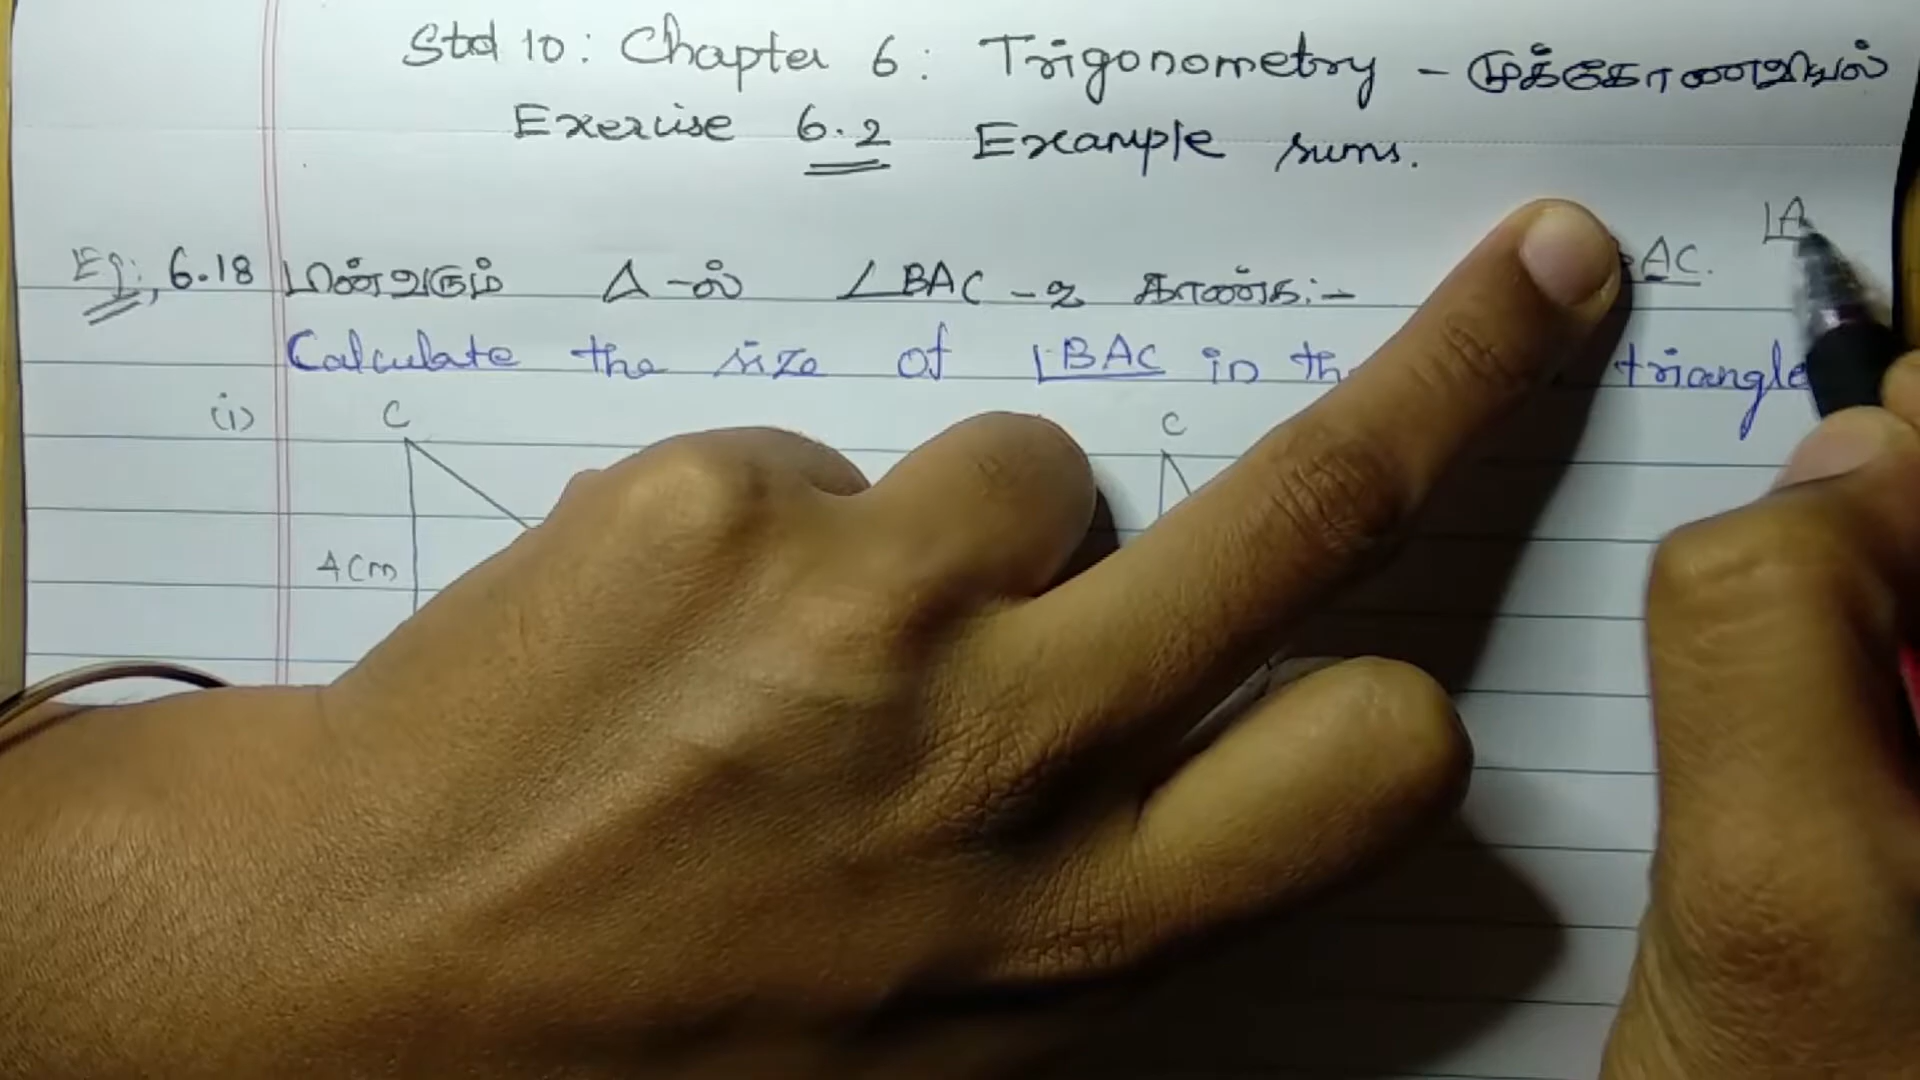 Std 10: Chapter 6: Trigonometry - முக்கோணவியல்
Exercise 6.2 Example sums.
∠A
AC.
Eg:, 6.18 பின்வரும் Δ-ல் ∠BAC-ஐ காண்க:-
Calculate the size of ∠BAC in triangle
(i) C C
4cm